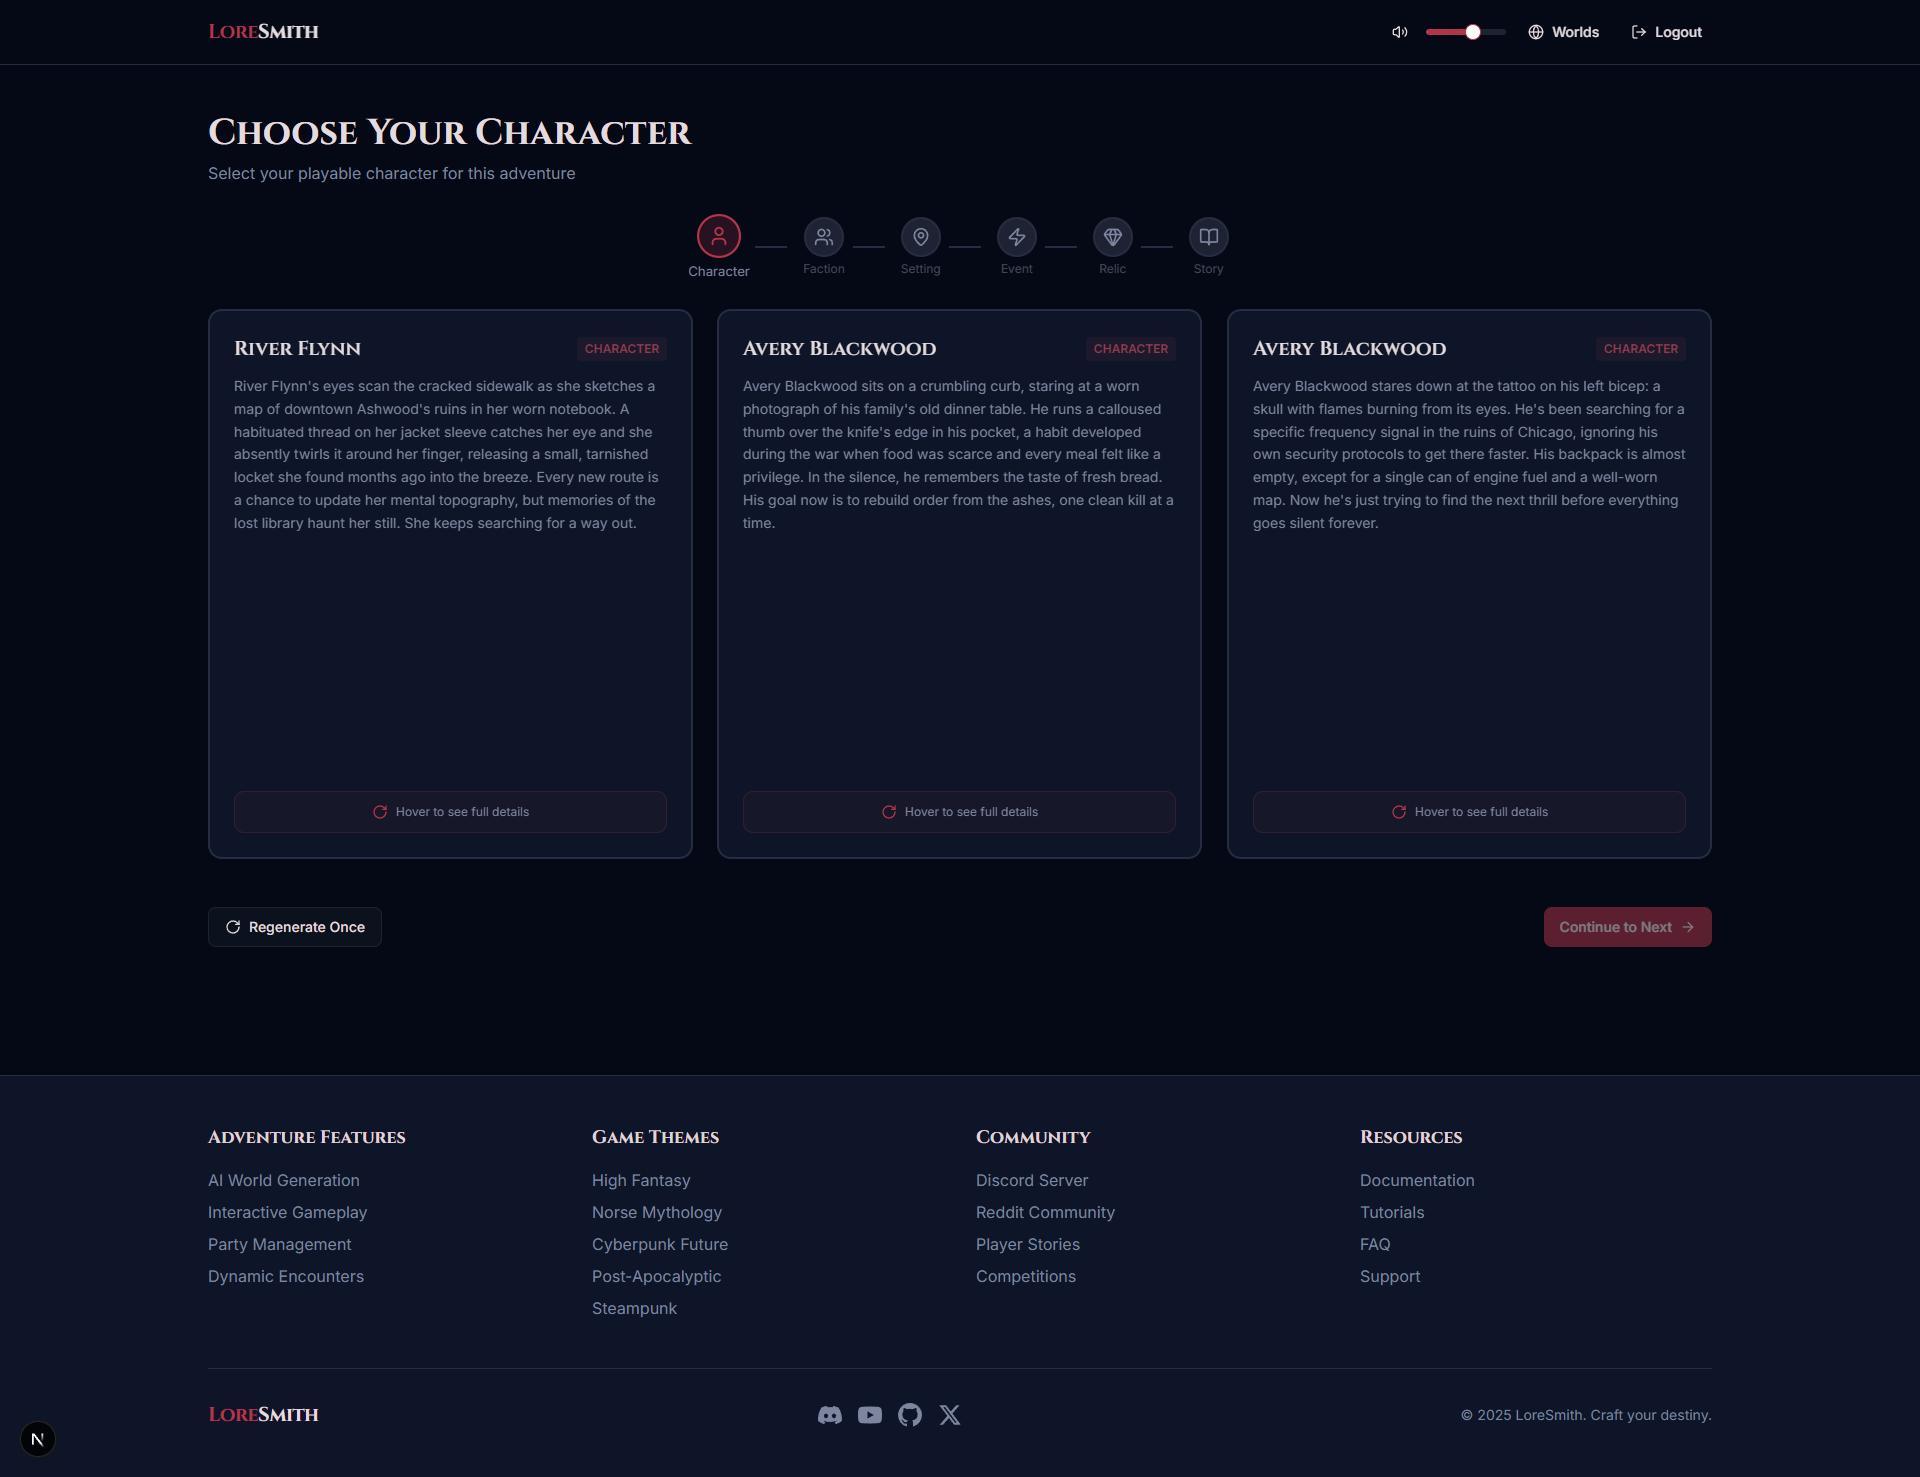 LoreSmith
Worlds
Logout
Choose Your Character
Select your playable character for this adventure
Character
Faction
Setting
Event
Relic
Story
River Flynn
CHARACTER
River Flynn's eyes scan the cracked sidewalk as she sketches a
map of downtown Ashwood's ruins in her worn notebook. A
habituated thread on her jacket sleeve catches her eye and she
absently twirls it around her finger, releasing a small, tarnished
locket she found months ago into the breeze. Every new route is
a chance to update her mental topography, but memories of the
lost library haunt her still. She keeps searching for a way out.
Hover to see full details
Avery Blackwood
CHARACTER
Avery Blackwood sits on a crumbling curb, staring at a worn
photograph of his family's old dinner table. He runs a calloused
thumb over the knife's edge in his pocket, a habit developed
during the war when food was scarce and every meal felt like a
privilege. In the silence, he remembers the taste of fresh bread.
His goal now is to rebuild order from the ashes, one clean kill at a
time.
Hover to see full details
Avery Blackwood
CHARACTER
Avery Blackwood stares down at the tattoo on his left bicep: a
skull with flames burning from its eyes. He's been searching for a
specific frequency signal in the ruins of Chicago, ignoring his
own security protocols to get there faster. His backpack is almost
empty, except for a single can of engine fuel and a well-worn
map. Now he's just trying to find the next thrill before everything
goes silent forever.
Hover to see full details
Regenerate Once
Continue to Next
Adventure Features
AI World Generation
Interactive Gameplay
Party Management
Dynamic Encounters
Game Themes
High Fantasy
Norse Mythology
Cyberpunk Future
Post-Apocalyptic
Steampunk
Community
Discord Server
Reddit Community
Player Stories
Competitions
Resources
Documentation
Tutorials
FAQ
Support
LoreSmith
© 2025 LoreSmith. Craft your destiny.
N